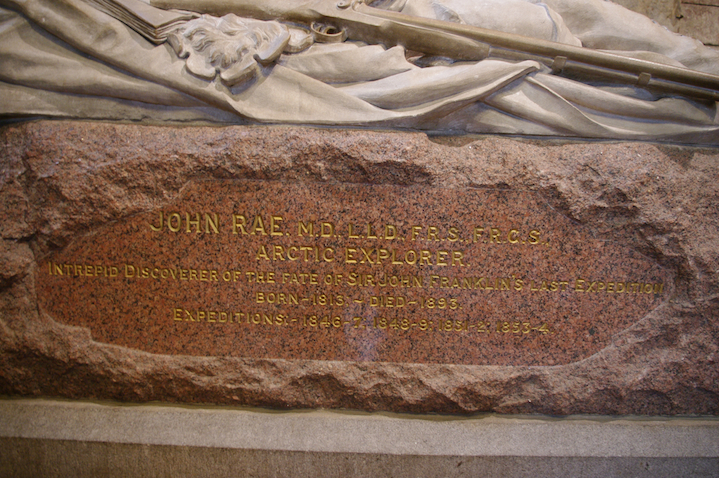 JOHN RAE. M.D. L.L.D. F.R.S. F.R.G.S.
ARCTIC EXPLORER
INTREPID DISCOVERER OF THE FATE OF SIR JOHN FRANKLIN'S LAST EXPEDITION
BORN-1813.-DIED-1893.
EXPEDITIONS:-1846-7. 1848-9: 1851-2. 1853-4.